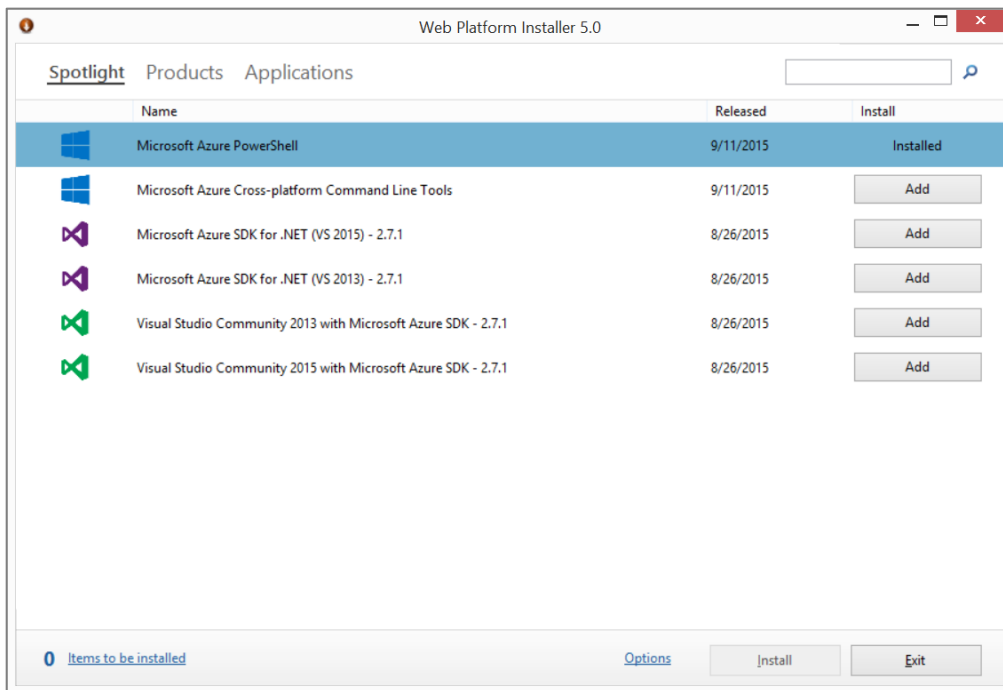 Web Platform Installer 5.0
Spotlight Products Applications
Name Released Install
Microsoft Azure PowerShell 9/11/2015 Installed
Microsoft Azure Cross-platform Command Line Tools 9/11/2015 Add
Microsoft Azure SDK for .NET (VS 2015) - 2.7.1 8/26/2015 Add
Microsoft Azure SDK for .NET (VS 2013) - 2.7.1 8/26/2015 Add
Visual Studio Community 2013 with Microsoft Azure SDK - 2.7.1 8/26/2015 Add
Visual Studio Community 2015 with Microsoft Azure SDK - 2.7.1 8/26/2015 Add
0 Items to be installed Options Install Exit